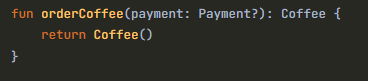 fun orderCoffee(payment: Payment?): Coffee {
    return Coffee()
}